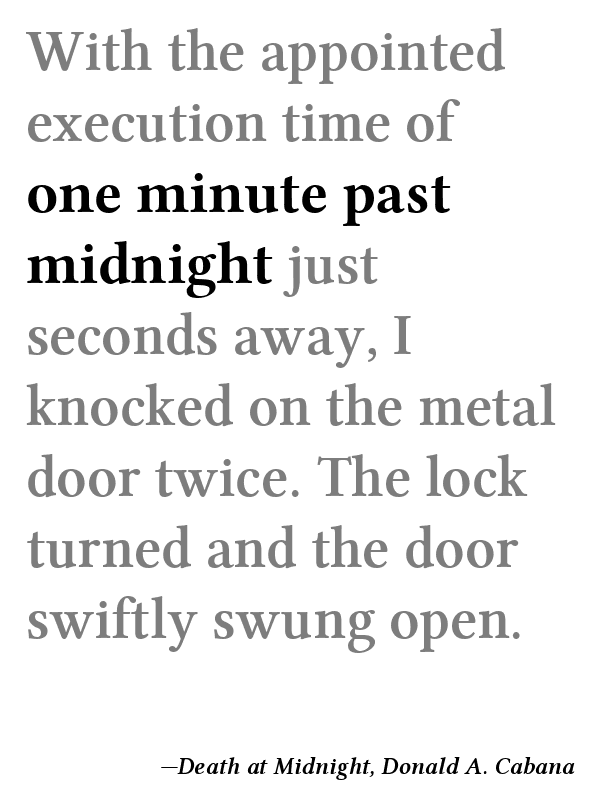 With the appointed
execution time of
one minute past
midnight just
seconds away, I
knocked on the metal
door twice. The lock
turned and the door
swiftly swung open.
—Death at Midnight, Donald A. Cabana